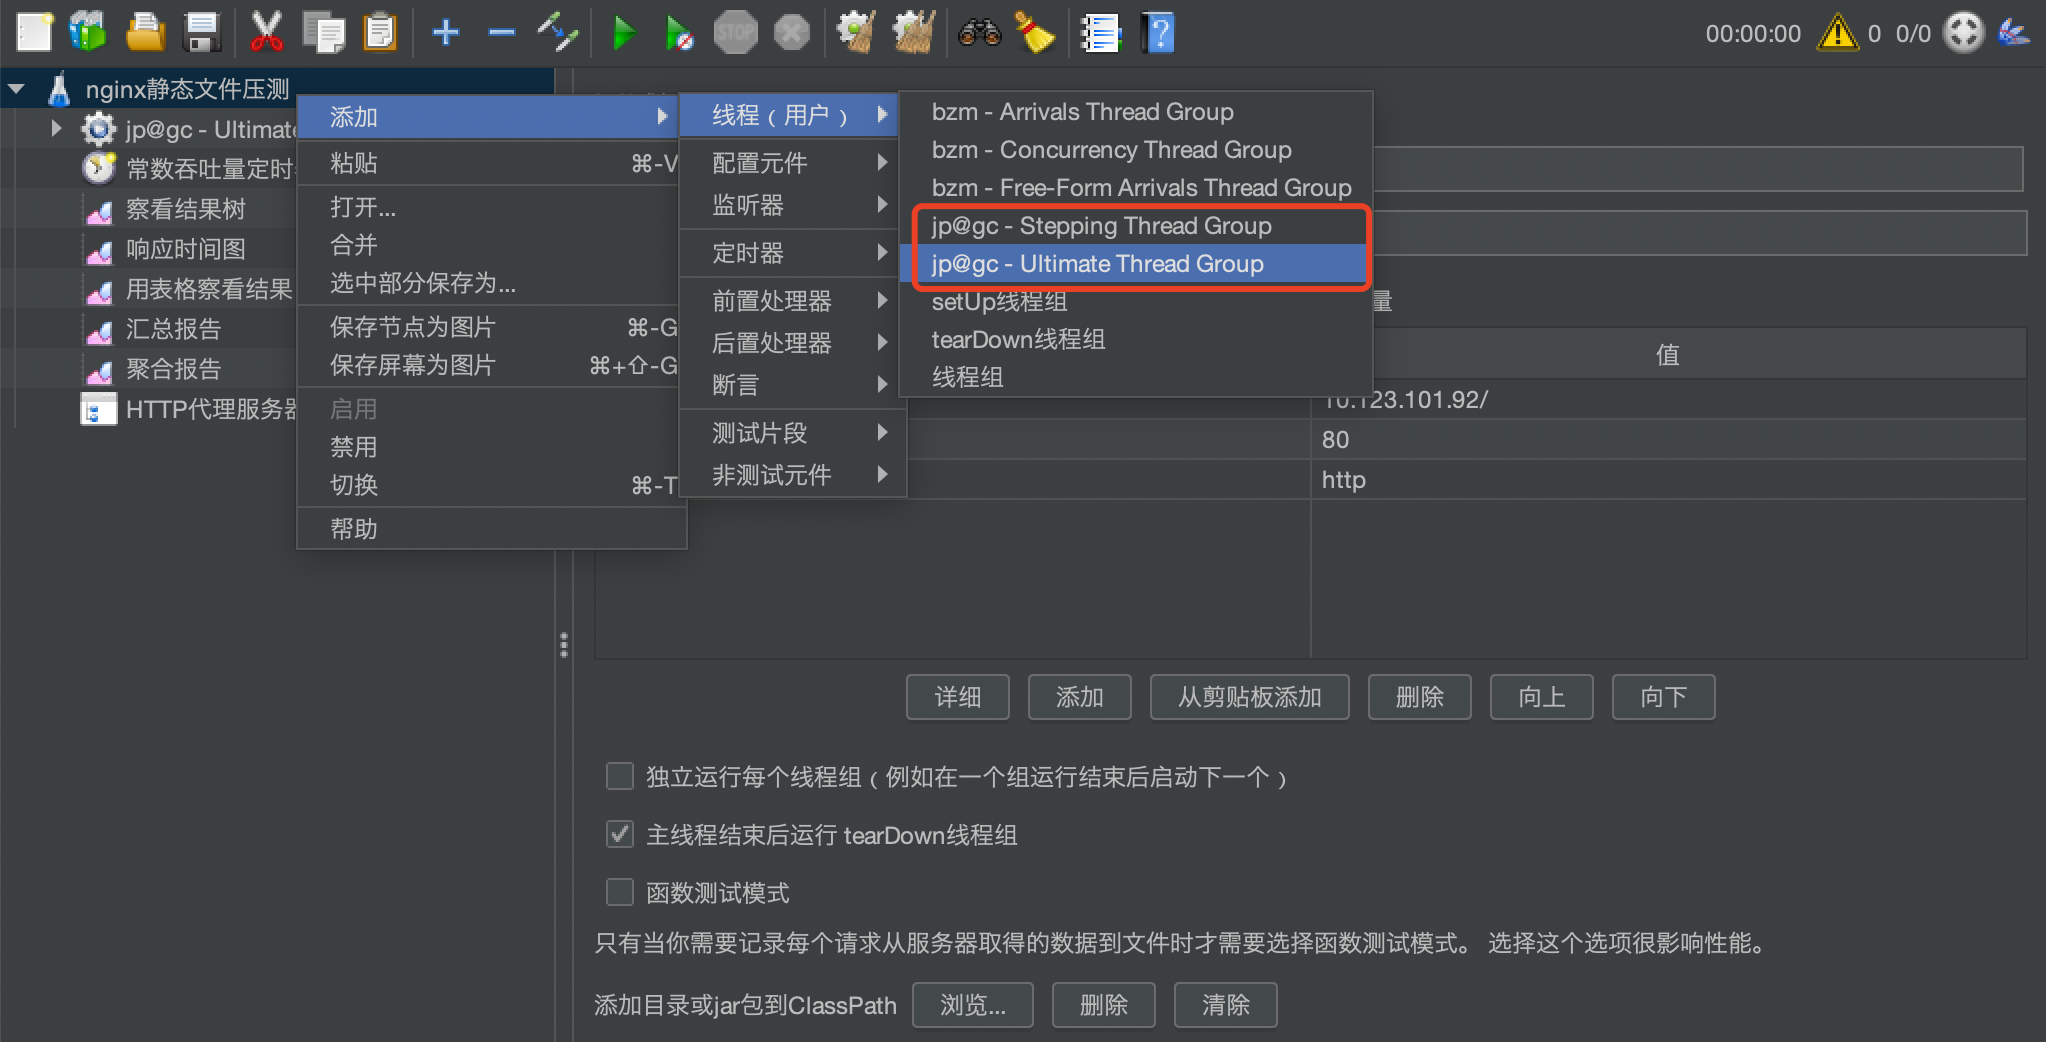 STOP
00:00:00
0
0/0
nginx静态文件压测
jp@gc - Ultimate
常数吞吐量定时
察看结果树
响应时间图
用表格察看结果
汇总报告
聚合报告
HTTP代理服务器
添加
粘贴 ⌘-V
打开...
合并
选中部分保存为...
保存节点为图片 ⌘-G
保存屏幕为图片 ⌘+⇧-G
启用
禁用
切换 ⌘-T
帮助
线程（用户）
配置元件
监听器
定时器
前置处理器
后置处理器
断言
测试片段
非测试元件
bzm - Arrivals Thread Group
bzm - Concurrency Thread Group
bzm - Free-Form Arrivals Thread Group
jp@gc - Stepping Thread Group
jp@gc - Ultimate Thread Group
setUp线程组
tearDown线程组
线程组
量
值
10.123.101.92/
80
http
详细 添加 从剪贴板添加 删除 向上 向下
独立运行每个线程组（例如在一个组运行结束后启动下一个）
主线程结束后运行 tearDown线程组
函数测试模式
只有当你需要记录每个请求从服务器取得的数据到文件时才需要选择函数测试模式。 选择这个选项很影响性能。
添加目录或jar包到ClassPath 浏览... 删除 清除